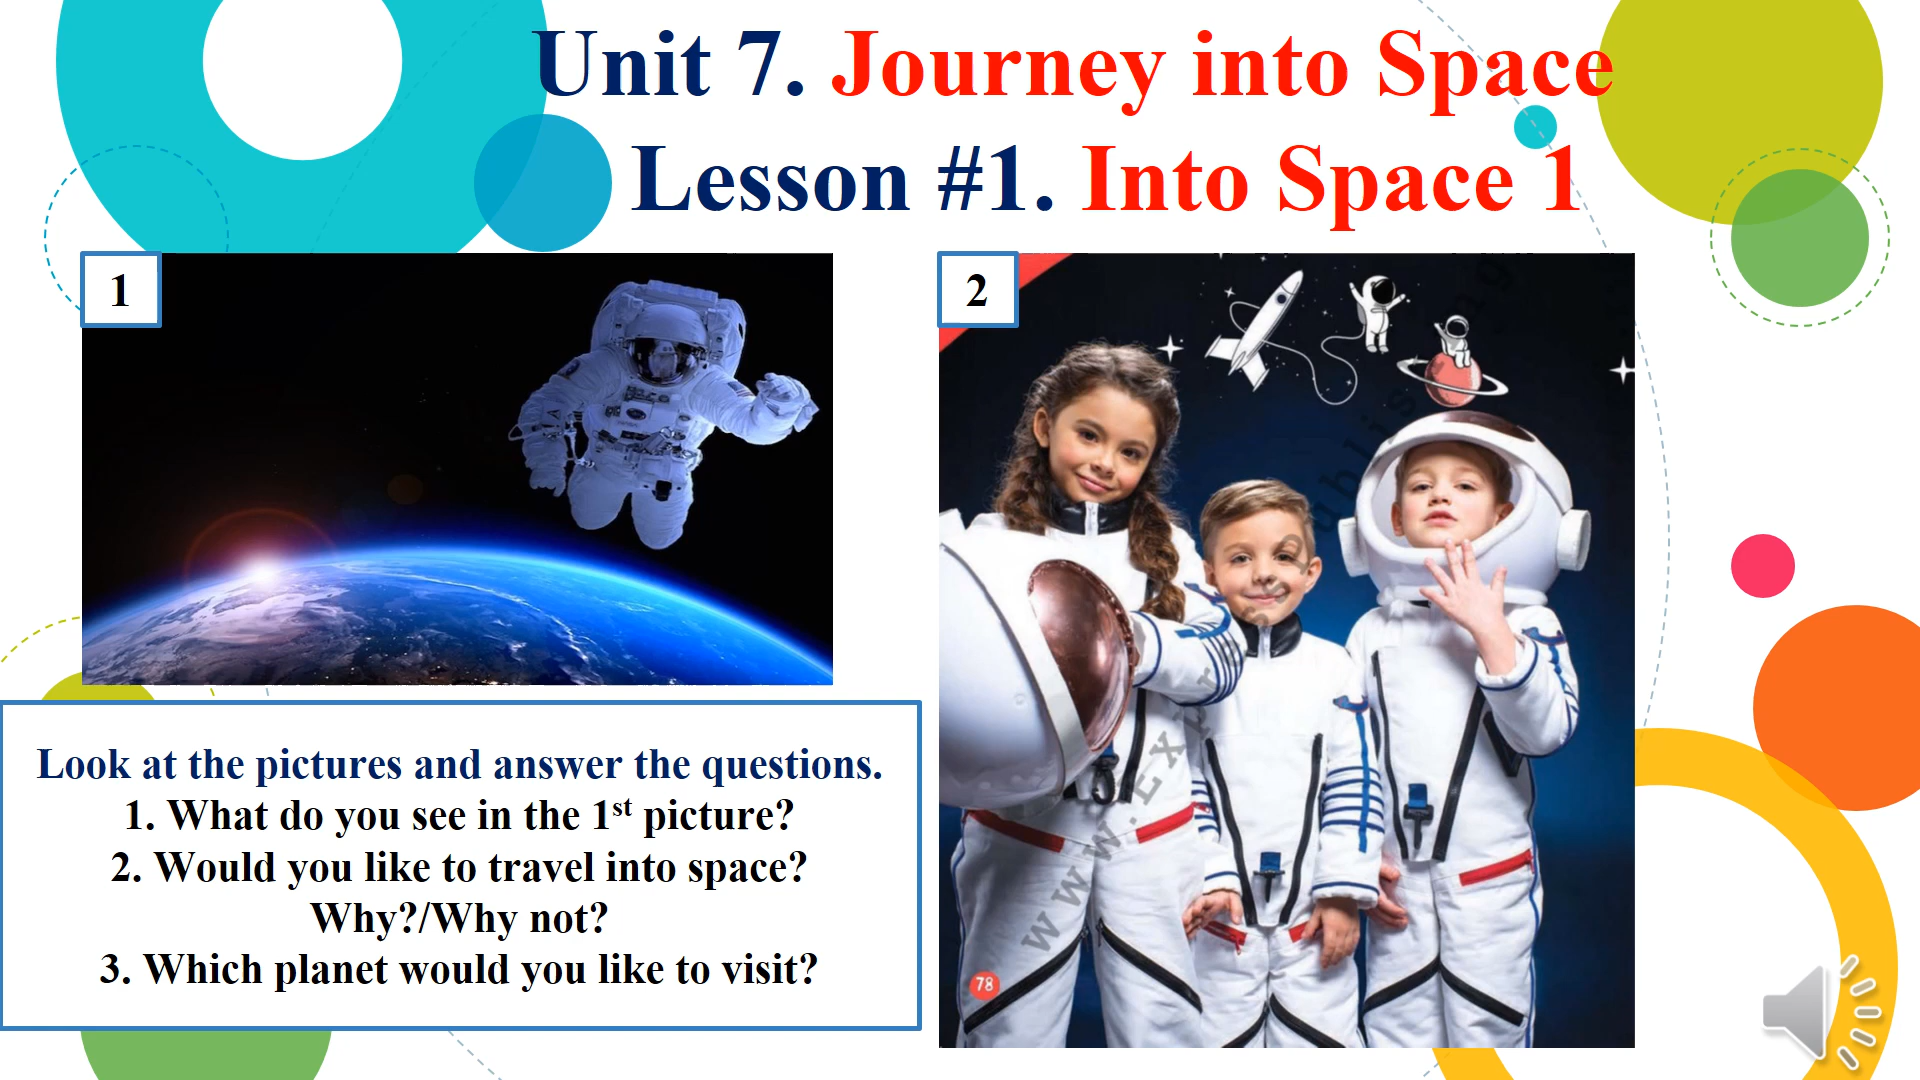 Unit 7. Journey into Space
Lesson #1. Into Space 1
1
2
Look at the pictures and answer the questions.
1. What do you see in the 1st picture?
2. Would you like to travel into space?
Why?/Why not?
3. Which planet would you like to visit?
78